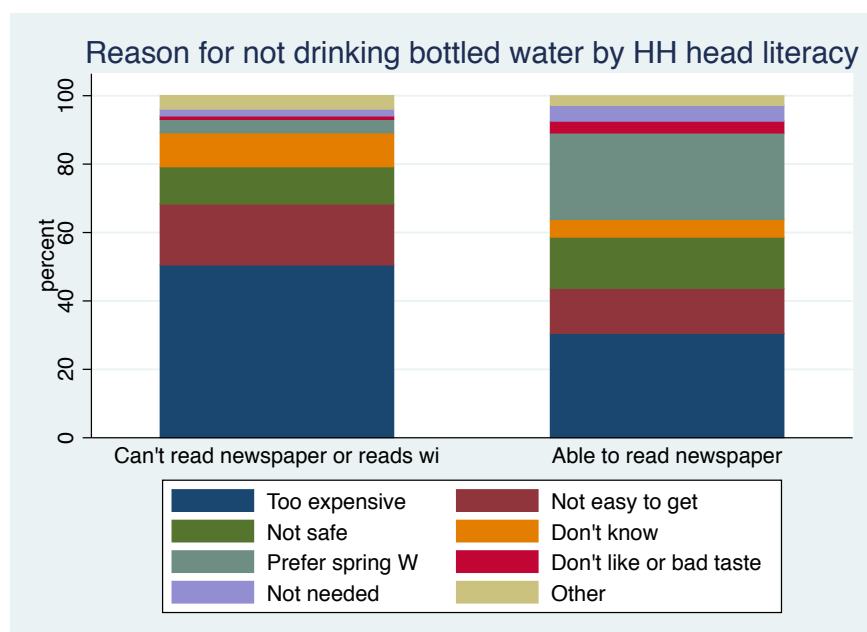 Reason for not drinking bottled water by HH head literacy
percent
100
80
60
40
20
0
Can't read newspaper or reads wi
Able to read newspaper
Too expensive
Not easy to get
Not safe
Don't know
Prefer spring W
Don't like or bad taste
Not needed
Other